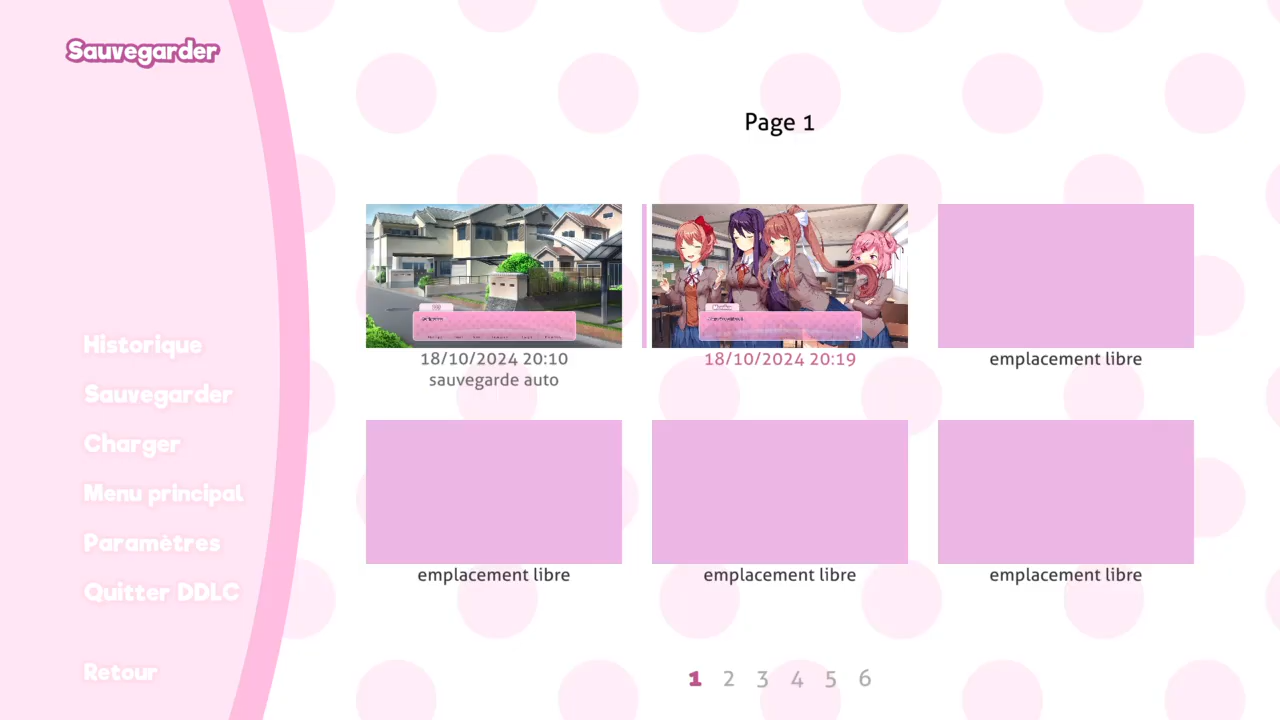 Sauvegarder
Page 1
18/10/2024 20:10
sauvegarde auto
18/10/2024 20:19
emplacement libre
emplacement libre
emplacement libre
emplacement libre
Historique
Sauvegarder
Charger
Menu principal
Paramètres
Quitter DDLC
Retour
1 2 3 4 5 6